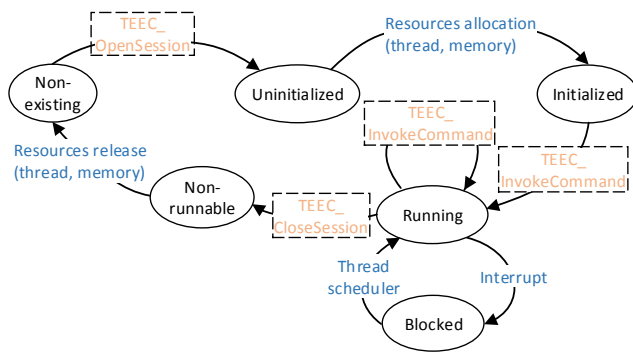 TEEC_
OpenSession
Resources allocation
(thread, memory)
Non-
existing
Uninitialized
Initialized
TEEC_
InvokeCommand
TEEC_
InvokeCommand
Resources release
(thread, memory)
Non-
runnable
TEEC_
CloseSession
Running
Thread
scheduler
Interrupt
Blocked